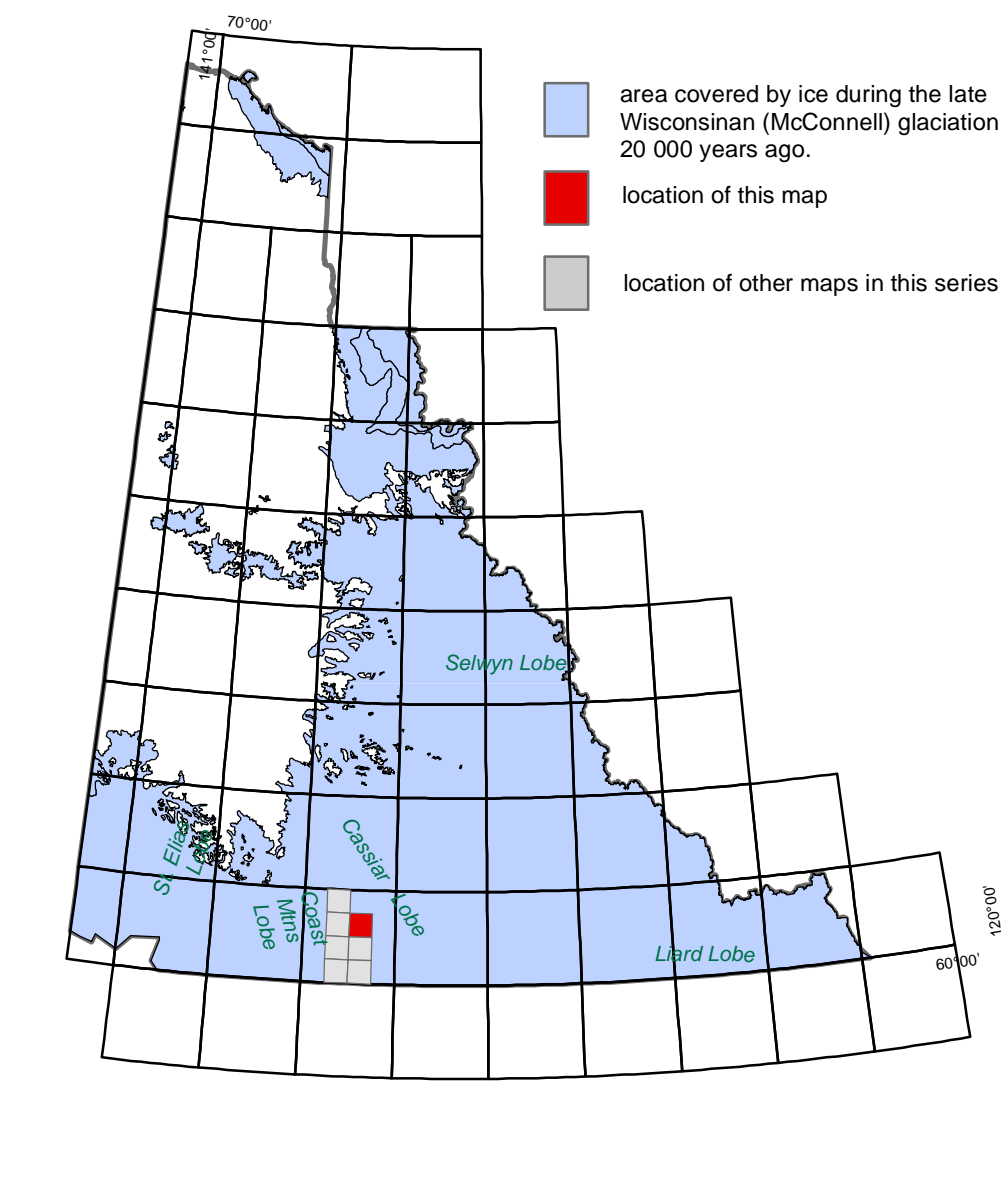 70°00'
141°00'
area covered by ice during the late
Wisconsinan (McConnell) glaciation
20 000 years ago.
location of this map
location of other maps in this series
Selwyn Lobe
St. Elias
Lobe
Cassiar Lobe
Coast
Mtns
Lobe
Liard Lobe
120°00'
60°00'